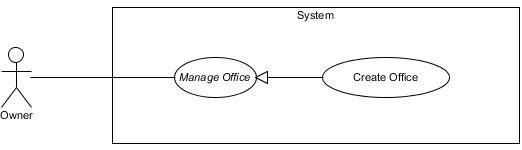 System
Manage Office
Create Office
Owner